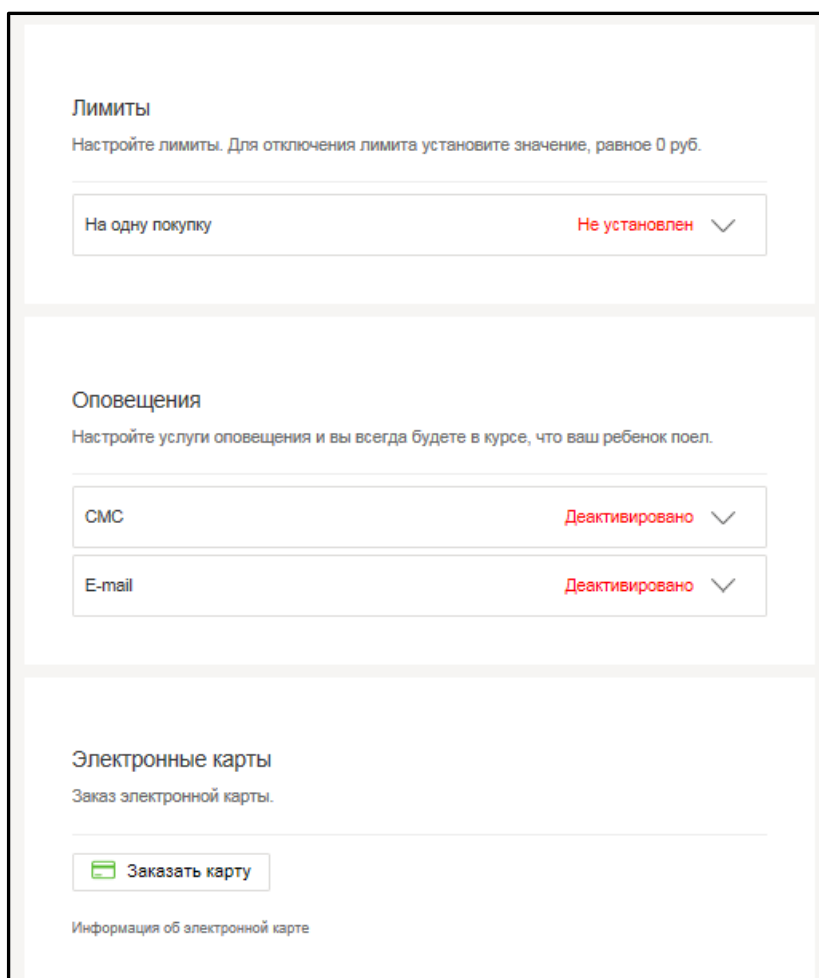 Лимиты
Настройте лимиты. Для отключения лимита установите значение, равное 0 руб.
На одну покупку Не установлен
Оповещения
Настройте услуги оповещения и вы всегда будете в курсе, что ваш ребенок поел.
СМС Деактивировано
E-mail Деактивировано
Электронные карты
Заказ электронной карты.
Заказать карту
Информация об электронной карте